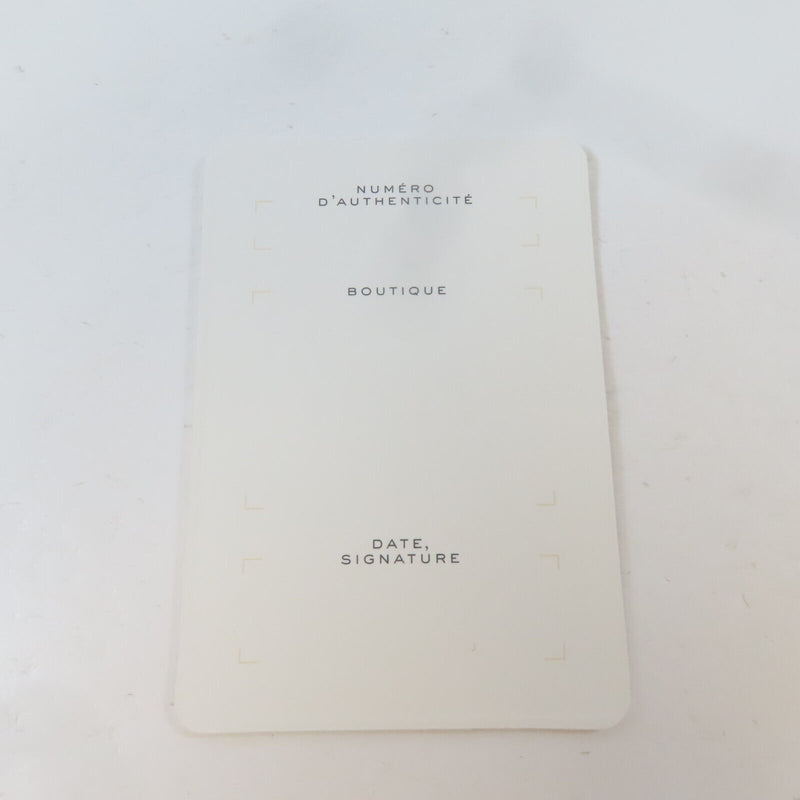 NUMÉRO
D'AUTHENTICITÉ
BOUTIQUE
DATE,
SIGNATURE